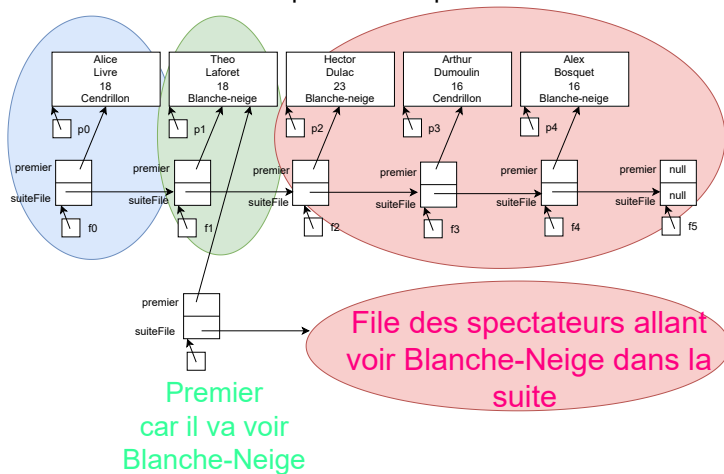 Alice
Livre
18
Cendrillon
Theo
Laforet
18
Blanche-neige
Hector
Dulac
23
Blanche-neige
Arthur
Dumoulin
16
Cendrillon
Alex
Bosquet
16
Blanche-neige
p0
p1
p2
p3
p4
premier
premier
premier
premier
premier
premier
null
suiteFile
suiteFile
suiteFile
suiteFile
suiteFile
suiteFile
null
f0
f1
f2
f3
f4
f5
premier
suiteFile
File des spectateurs allant
voir Blanche-Neige dans la
suite
Premier
car il va voir
Blanche-Neige